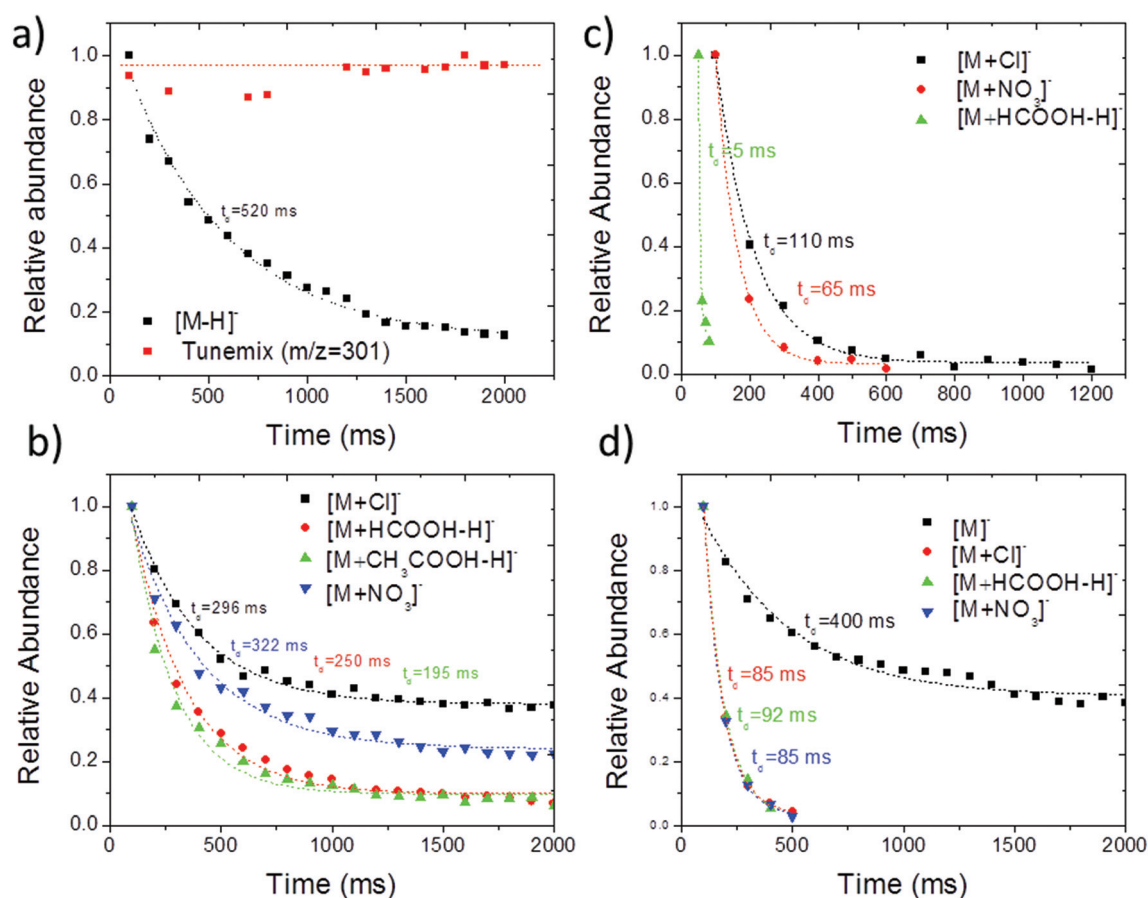 a)
Relative abundance
1.0
0.8
0.6
0.4
0.2
0.0
t_d=520 ms
[M-H]⁻
Tunemix (m/z=301)
0
500
1000
1500
2000
Time (ms)
c)
Relative Abundance
1.0
0.8
0.6
0.4
0.2
0.0
[M+Cl]⁻
[M+NO₃]⁻
[M+HCOOH-H]⁻
t_d=5 ms
t_d=110 ms
t_d=65 ms
0
200
400
600
800
1000
1200
Time (ms)
b)
Relative Abundance
1.0
0.8
0.6
0.4
0.2
0.0
[M+Cl]⁻
[M+HCOOH-H]⁻
[M+CH₃COOH-H]⁻
[M+NO₃]⁻
t_d=296 ms
t_d=322 ms
t_d=250 ms
t_d=195 ms
0
500
1000
1500
2000
Time (ms)
d)
Relative Abundance
1.0
0.8
0.6
0.4
0.2
0.0
[M]⁻
[M+Cl]⁻
[M+HCOOH-H]⁻
[M+NO₃]⁻
t_d=400 ms
t_d=85 ms
t_d=92 ms
t_d=85 ms
0
500
1000
1500
2000
Time (ms)